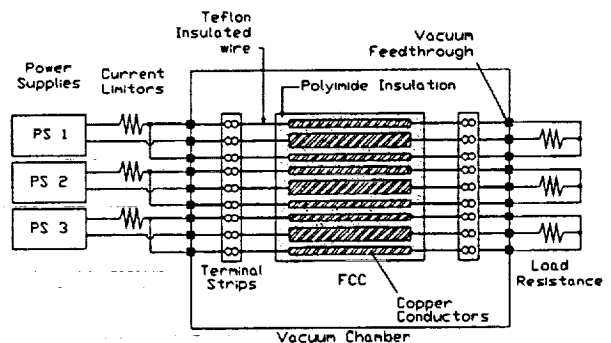 Teflon
Insulated
wire
Vacuum
Feedthrough
Power
Supplies
Current
Limitors
Polyimide Insulation
PS 1
PS 2
PS 3
Terminal
Strips
FCC
Load
Resistance
Copper
Conductors
Vacuum Chamber